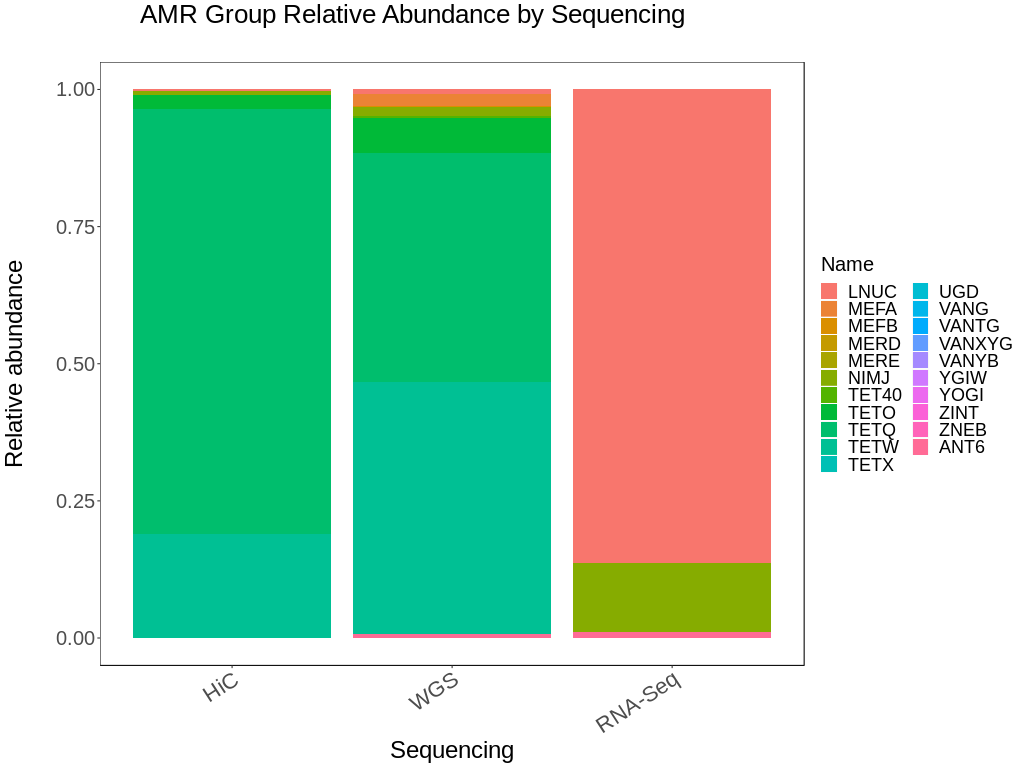 AMR Group Relative Abundance by Sequencing
Relative abundance
1.00
0.75
0.50
0.25
0.00
HiC
WGS
RNA-Seq
Sequencing
Name
LNUC
MEFA
MEFB
MERD
MERE
NIMJ
TET40
TETO
TETQ
TETW
TETX
UGD
VANG
VANTG
VANXYG
VANYB
YGIW
YOGI
ZINT
ZNEB
ANT6